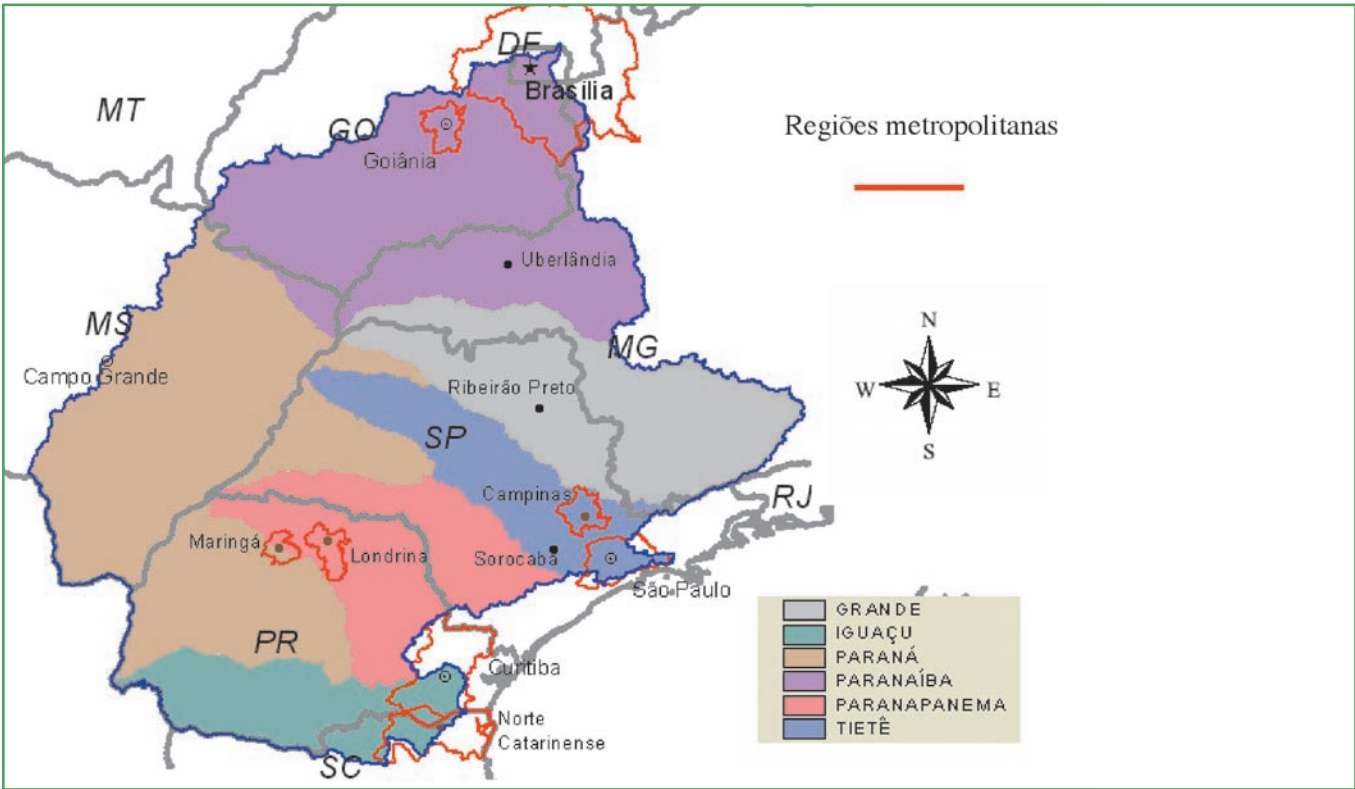 DF
Brasília
MT
GO
Goiânia
Regiões metropolitanas
Uberlândia
MS
MG
Campo Grande
Ribeirão Preto
N
W
E
S
SP
Campinas
RJ
Maringá
Londrina
Sorocaba
São Paulo
PR
Curitiba
Norte
Catarinense
SC
GRANDE
IGUAÇU
PARANÁ
PARANAÍBA
PARANAPANEMA
TIETÊ